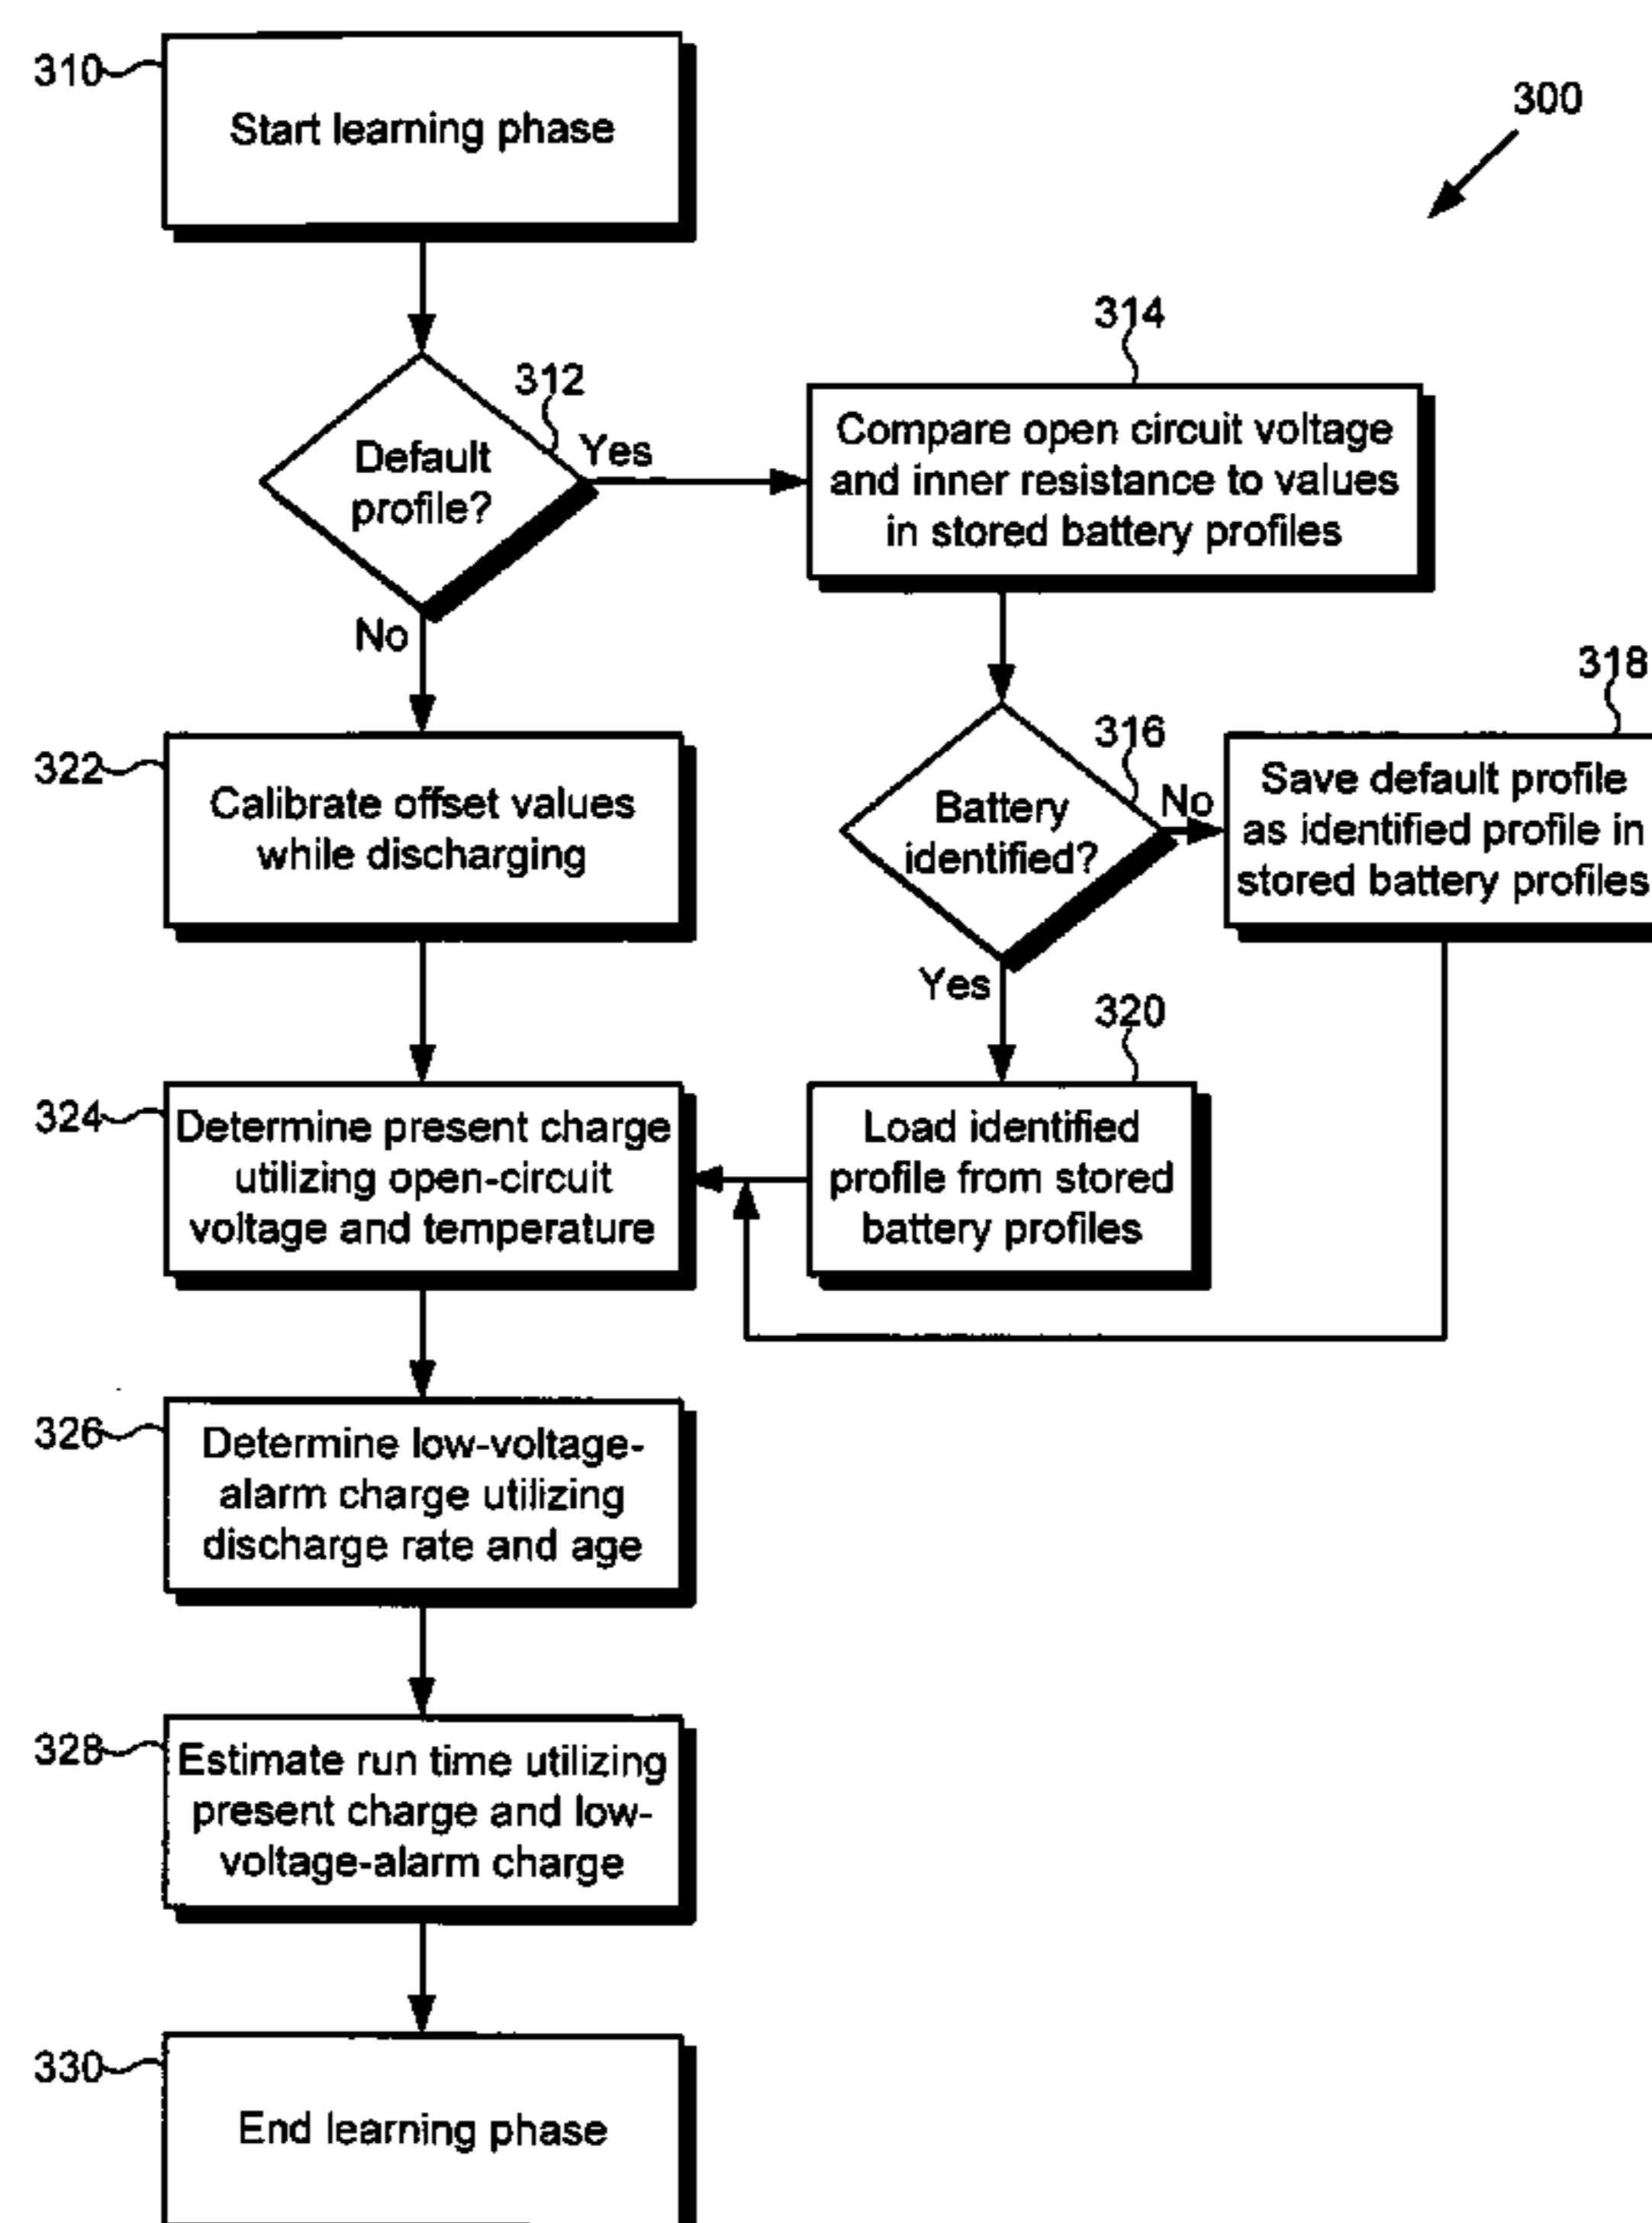 310
Start learning phase
300
312
Default
profile?
Yes
No
314
Compare open circuit voltage
and inner resistance to values
in stored battery profiles
316
Battery
identified?
No
Yes
318
Save default profile
as identified profile in
stored battery profiles
320
Load identified
profile from stored
battery profiles
322
Calibrate offset values
while discharging
324
Determine present charge
utilizing open-circuit
voltage and temperature
326
Determine low-voltage-
alarm charge utilizing
discharge rate and age
328
Estimate run time utilizing
present charge and low-
voltage-alarm charge
330
End learning phase